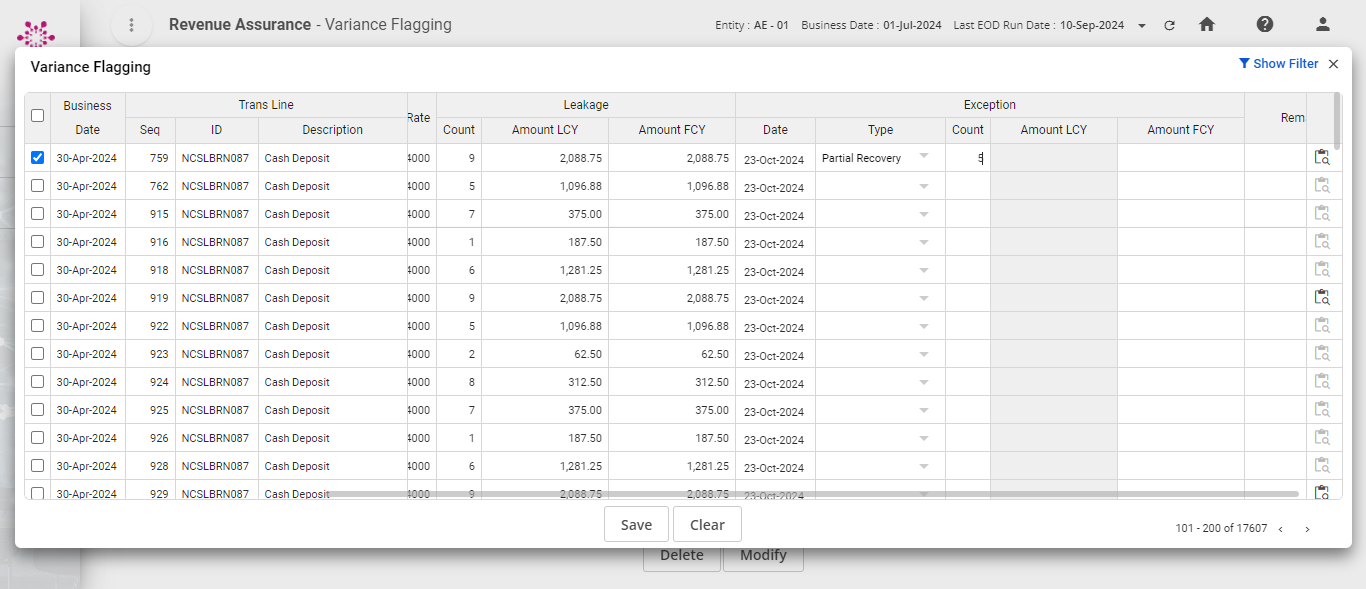 Revenue Assurance - Variance Flagging Entity : AE - 01 Business Date : 01-Jul-2024 Last EOD Run Date : 10-Sep-2024
Variance Flagging Show Filter
Business Date Trans Line Rate Leakage Exception Rem
Seq ID Description Count Amount LCY Amount FCY Date Type Count Amount LCY Amount FCY
30-Apr-2024 759 NCSLBRN087 Cash Deposit 4000 9 2,088.75 2,088.75 23-Oct-2024 Partial Recovery 5
30-Apr-2024 762 NCSLBRN087 Cash Deposit 4000 5 1,096.88 1,096.88 23-Oct-2024
30-Apr-2024 915 NCSLBRN087 Cash Deposit 4000 7 375.00 375.00 23-Oct-2024
30-Apr-2024 916 NCSLBRN087 Cash Deposit 4000 1 187.50 187.50 23-Oct-2024
30-Apr-2024 918 NCSLBRN087 Cash Deposit 4000 6 1,281.25 1,281.25 23-Oct-2024
30-Apr-2024 919 NCSLBRN087 Cash Deposit 4000 9 2,088.75 2,088.75 23-Oct-2024
30-Apr-2024 922 NCSLBRN087 Cash Deposit 4000 5 1,096.88 1,096.88 23-Oct-2024
30-Apr-2024 923 NCSLBRN087 Cash Deposit 4000 2 62.50 62.50 23-Oct-2024
30-Apr-2024 924 NCSLBRN087 Cash Deposit 4000 8 312.50 312.50 23-Oct-2024
30-Apr-2024 925 NCSLBRN087 Cash Deposit 4000 7 375.00 375.00 23-Oct-2024
30-Apr-2024 926 NCSLBRN087 Cash Deposit 4000 1 187.50 187.50 23-Oct-2024
30-Apr-2024 928 NCSLBRN087 Cash Deposit 4000 6 1,281.25 1,281.25 23-Oct-2024
30-Apr-2024 929 NCSLBRN087 Cash Deposit 4000 9 2,088.75 2,088.75 23-Oct-2024
Save Clear 101 - 200 of 17607
Delete Modify